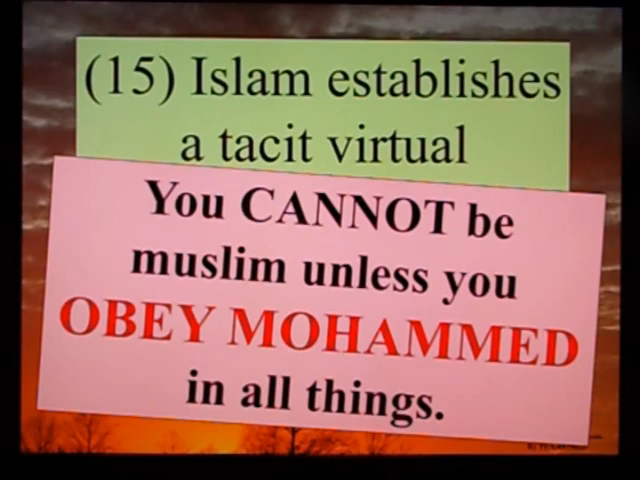 (15) Islam establishes
a tacit virtual
You CANNOT be
muslim unless you
OBEY MOHAMMED
in all things.